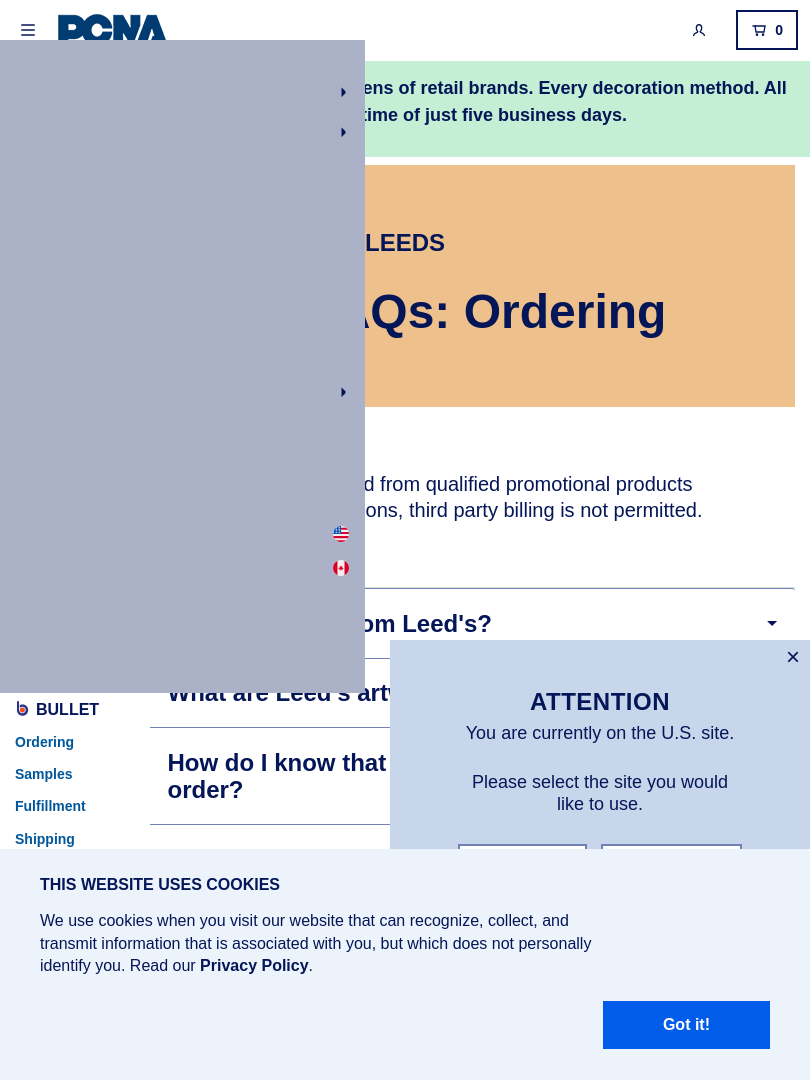 PCNA
0
ens of retail brands. Every decoration method. All
time of just five business days.
LEEDS
AQs: Ordering
d from qualified promotional products
ons, third party billing is not permitted.
om Leed's?
What are Leed's artw
How do I know that
order?
BULLET
Ordering
Samples
Fulfillment
Shipping
ATTENTION
You are currently on the U.S. site.
Please select the site you would
like to use.
THIS WEBSITE USES COOKIES
We use cookies when you visit our website that can recognize, collect, and
transmit information that is associated with you, but which does not personally
identify you. Read our Privacy Policy.
Got it!